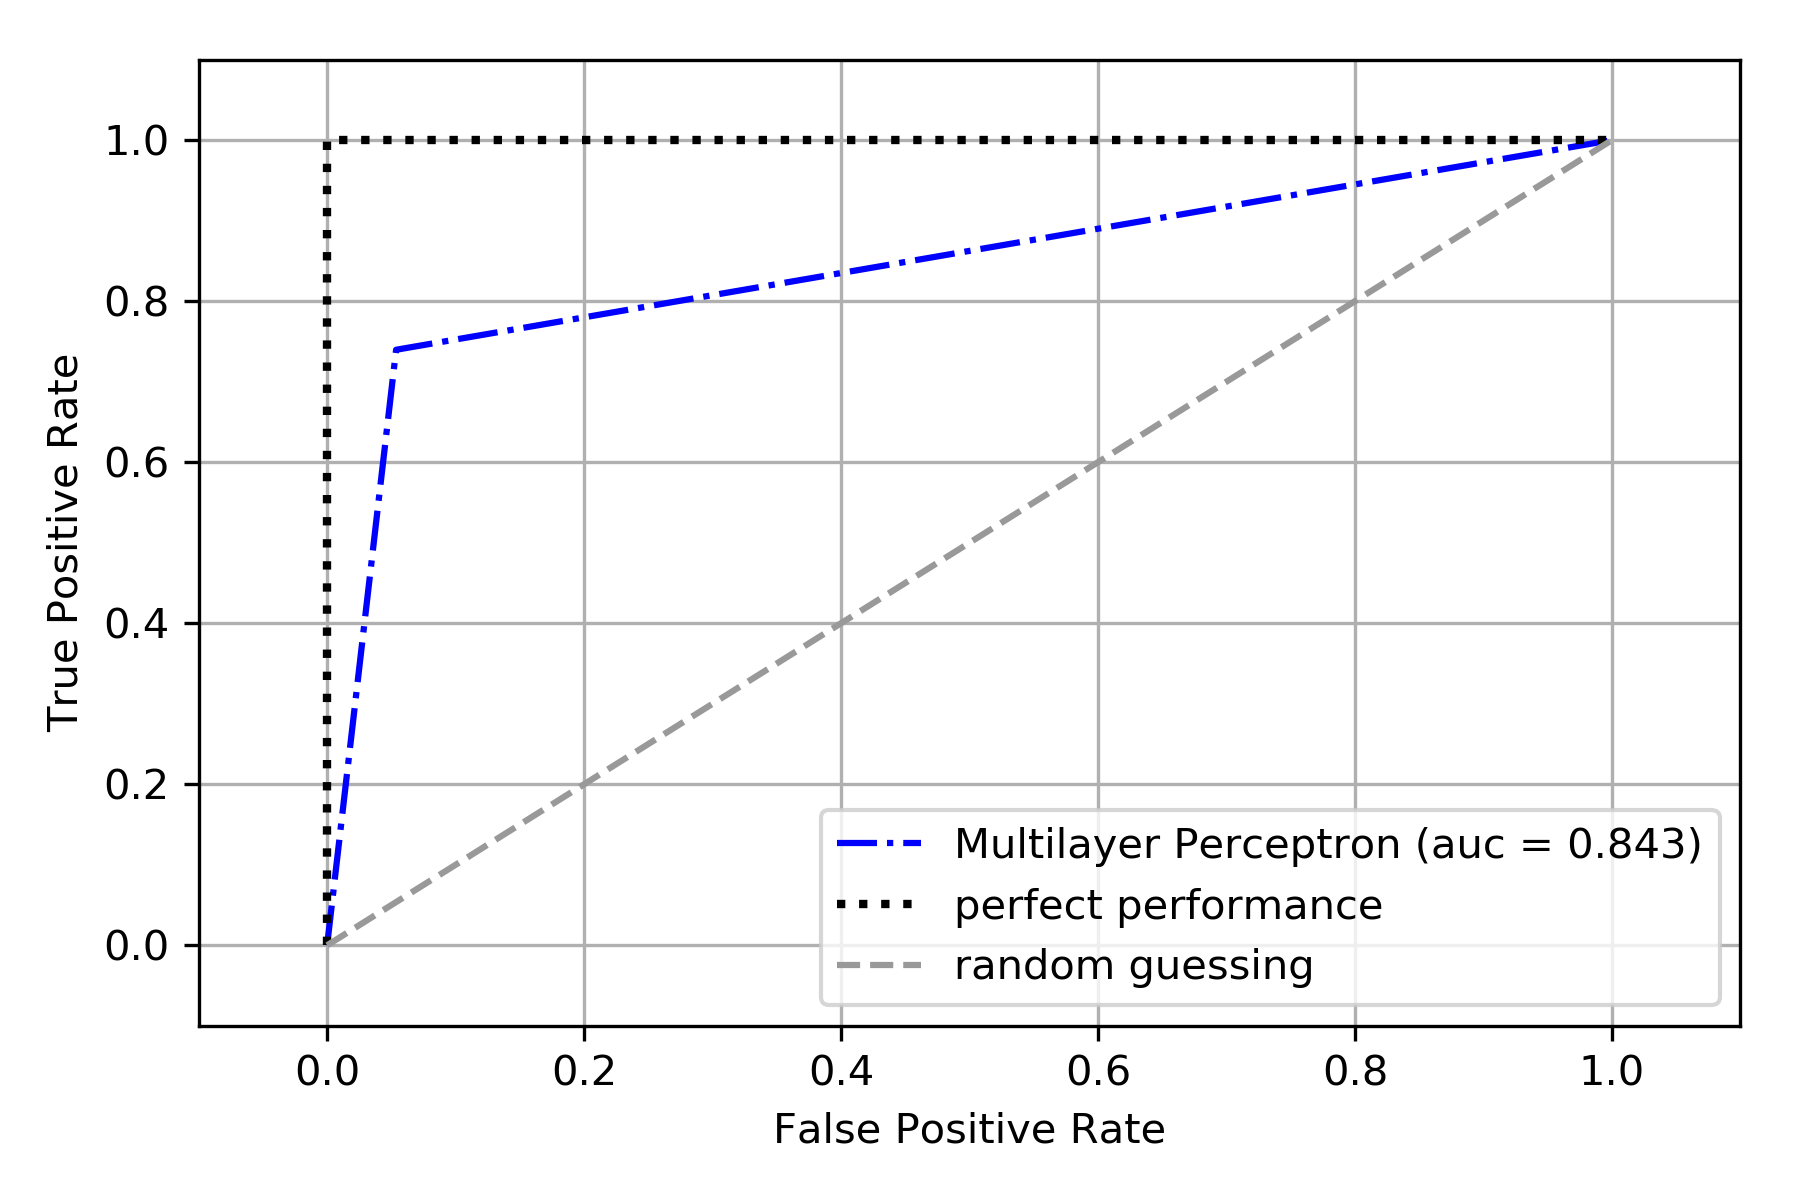 1.0
0.8
0.6
0.4
0.2
0.0
True Positive Rate
Multilayer Perceptron (auc = 0.843)
perfect performance
random guessing
0.0 0.2 0.4 0.6 0.8 1.0
False Positive Rate